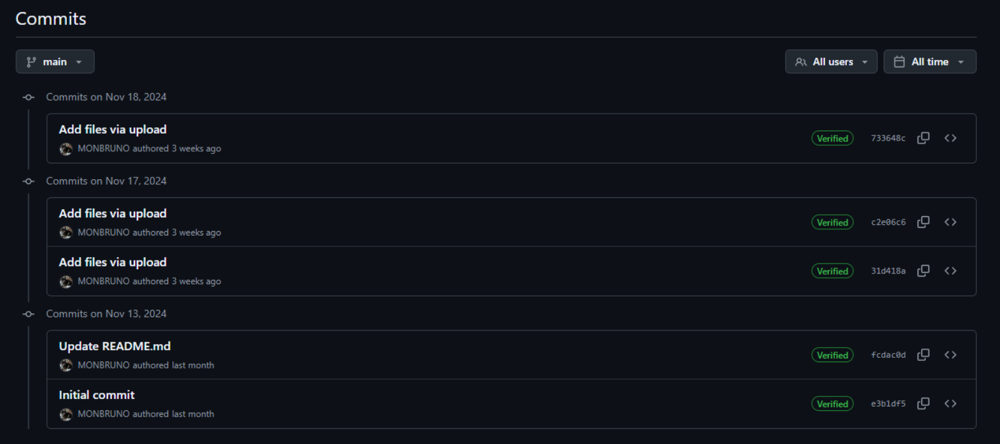 Commits
main
All users
All time
Commits on Nov 18, 2024
Add files via upload
MONBRUNO authored 3 weeks ago
Verified
733648c
Commits on Nov 17, 2024
Add files via upload
MONBRUNO authored 3 weeks ago
Verified
c2e06c6
Add files via upload
MONBRUNO authored 3 weeks ago
Verified
31d418a
Commits on Nov 13, 2024
Update README.md
MONBRUNO authored last month
Verified
fcdac0d
Initial commit
MONBRUNO authored last month
Verified
e3b1df5